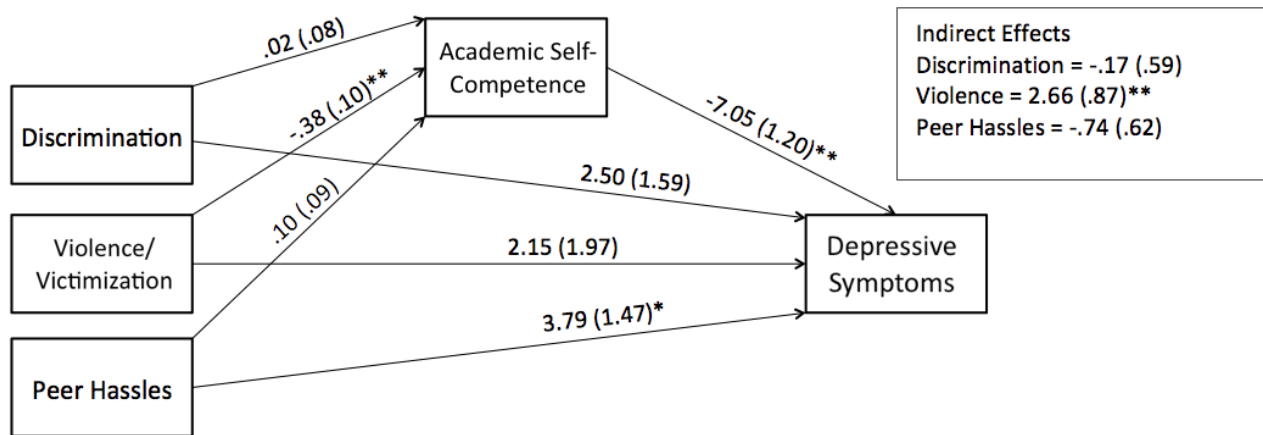 .02 (.08)
Academic Self-
Competence
Indirect Effects
Discrimination = -.17 (.59)
Violence = 2.66 (.87)**
Peer Hassles = -.74 (.62)
-.38 (.10)**
-7.05 (1.20)**
Discrimination
2.50 (1.59)
.10 (.09)
Violence/
Victimization
2.15 (1.97)
Depressive
Symptoms
3.79 (1.47)*
Peer Hassles